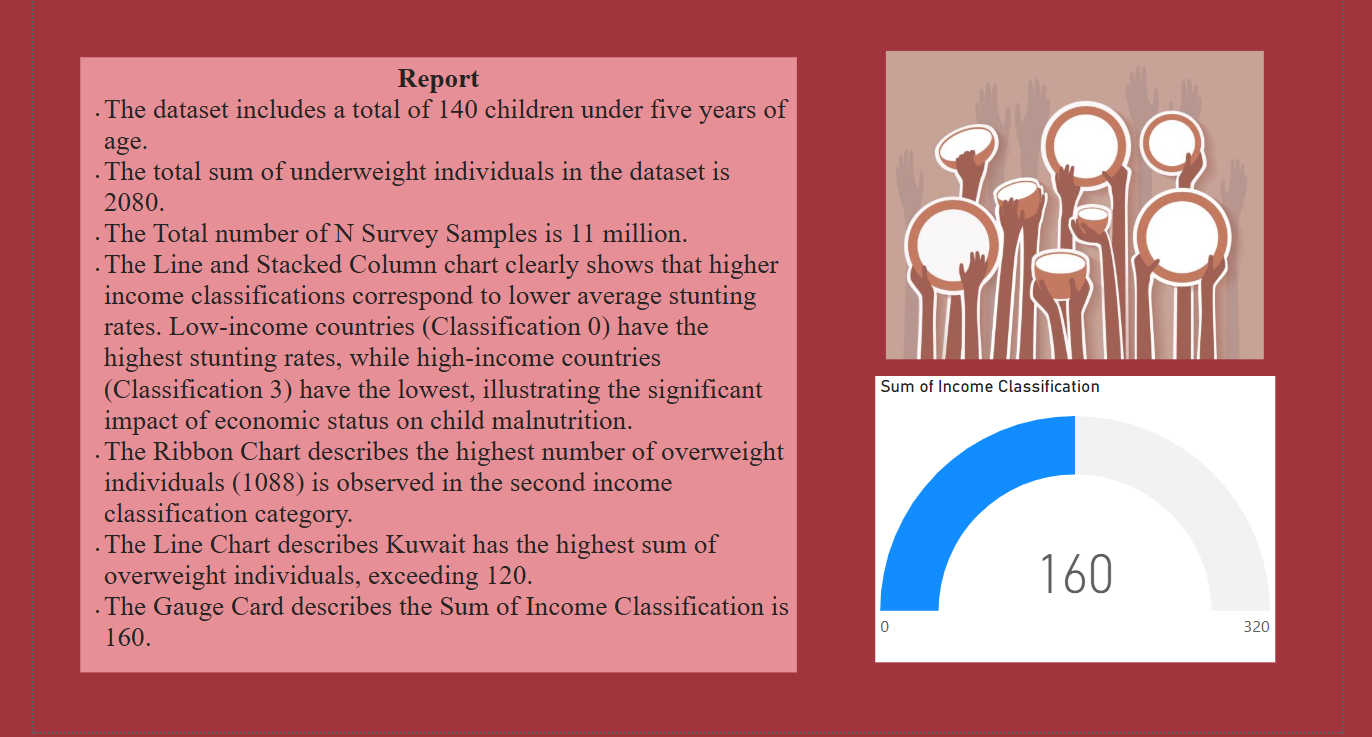 Report
. The dataset includes a total of 140 children under five years of
age.
. The total sum of underweight individuals in the dataset is
2080.
. The Total number of N Survey Samples is 11 million.
. The Line and Stacked Column chart clearly shows that higher
income classifications correspond to lower average stunting
rates. Low-income countries (Classification 0) have the
highest stunting rates, while high-income countries
(Classification 3) have the lowest, illustrating the significant
impact of economic status on child malnutrition.
. The Ribbon Chart describes the highest number of overweight
individuals (1088) is observed in the second income
classification category.
. The Line Chart describes Kuwait has the highest sum of
overweight individuals, exceeding 120.
. The Gauge Card describes the Sum of Income Classification is
160.
Sum of Income Classification
160
0
320